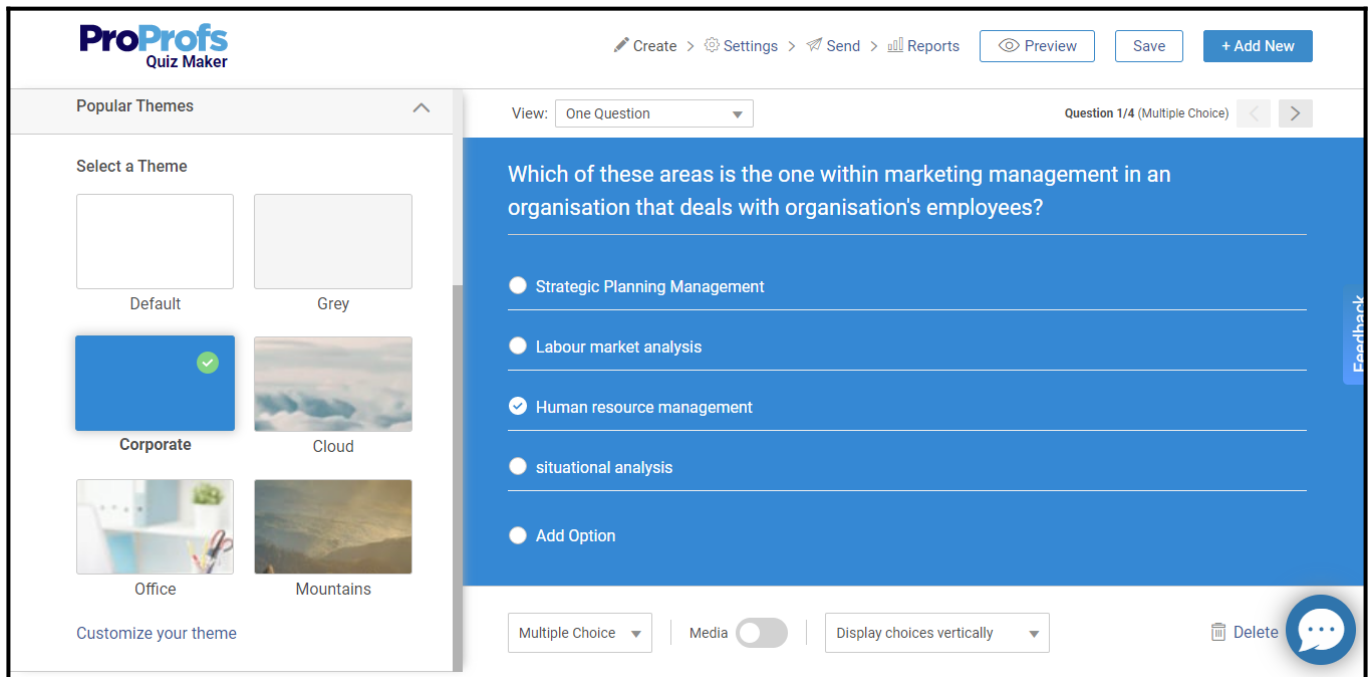 ProProfs
Quiz Maker
Create > Settings > Send > Reports
Preview
Save
+ Add New
Popular Themes
View: One Question
Question 1/4 (Multiple Choice)
Select a Theme
Default
Grey
Corporate
Cloud
Office
Mountains
Customize your theme
Which of these areas is the one within marketing management in an
organisation that deals with organisation's employees?
Strategic Planning Management
Labour market analysis
Human resource management
situational analysis
Add Option
Multiple Choice
Media
Display choices vertically
Delete
Feedback